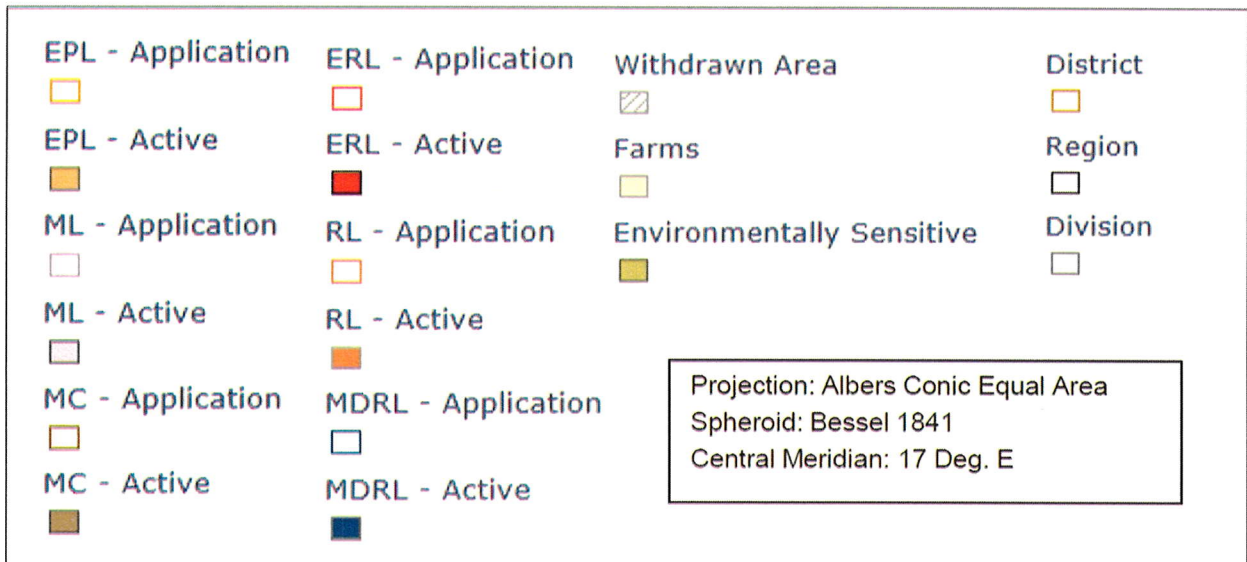 EPL - Application
EPL - Active
ML - Application
ML - Active
MC - Application
MC - Active
ERL - Application
ERL - Active
RL - Application
RL - Active
MDRL - Application
MDRL - Active
Withdrawn Area
Farms
Environmentally Sensitive
District
Region
Division
Projection: Albers Conic Equal Area
Spheroid: Bessel 1841
Central Meridian: 17 Deg. E